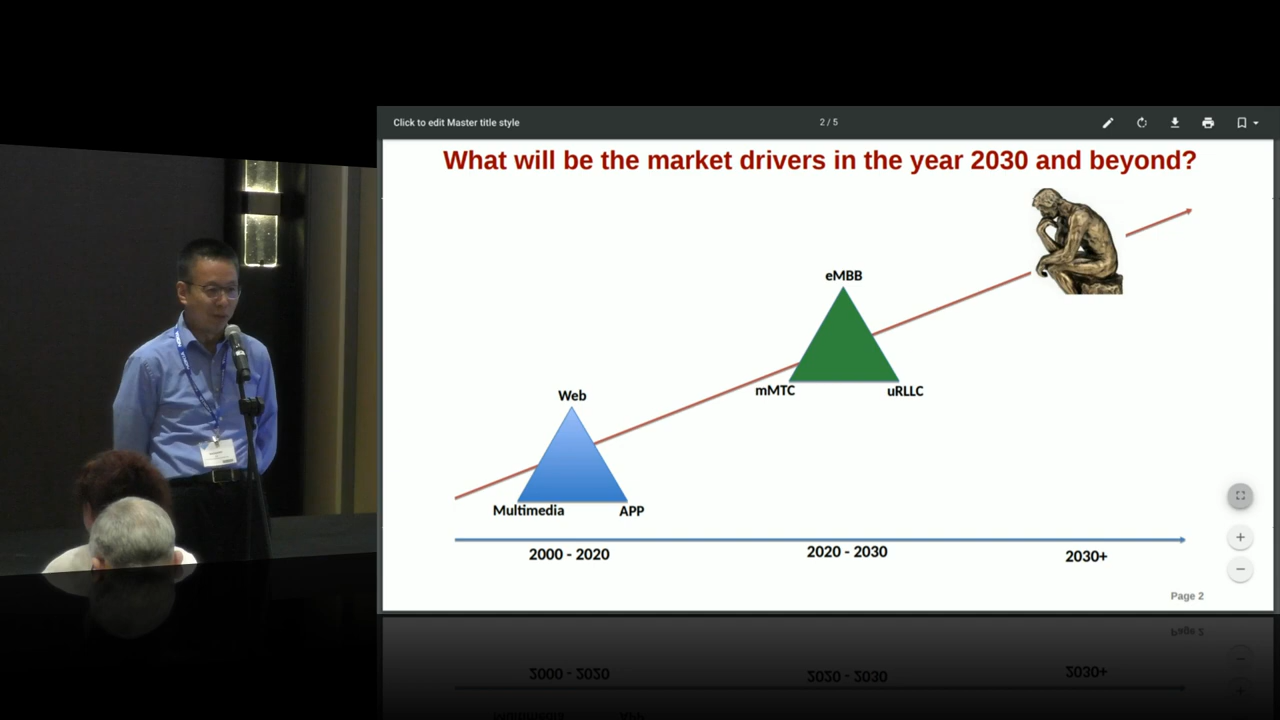 Click to edit Master title style
2 / 5
What will be the market drivers in the year 2030 and beyond?
eMBB
mMTC
uRLLC
Web
Multimedia
APP
2000 - 2020
2020 - 2030
2030+
Page 2